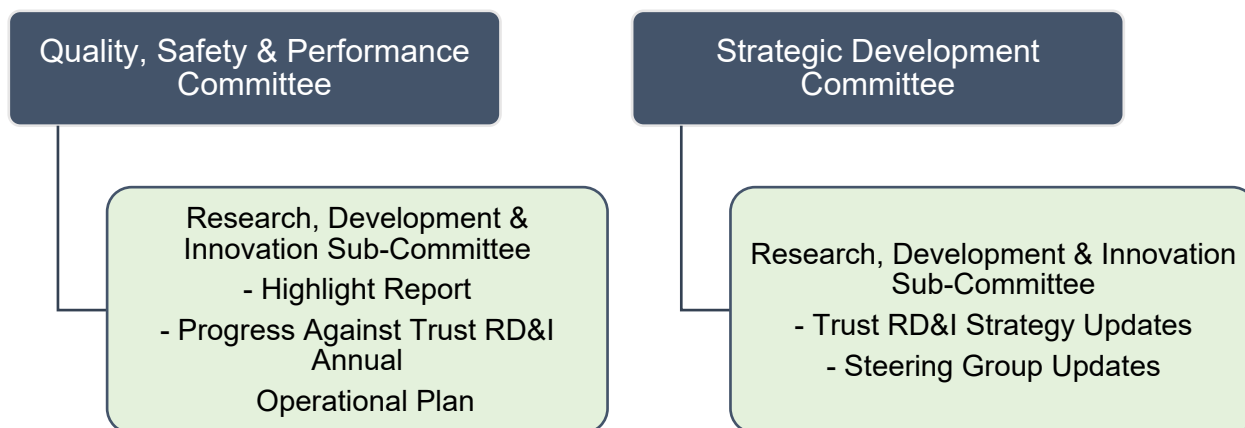 Quality, Safety & Performance
Committee
Research, Development &
Innovation Sub-Committee
- Highlight Report
- Progress Against Trust RD&I
Annual
Operational Plan
Strategic Development
Committee
Research, Development & Innovation
Sub-Committee
- Trust RD&I Strategy Updates
- Steering Group Updates